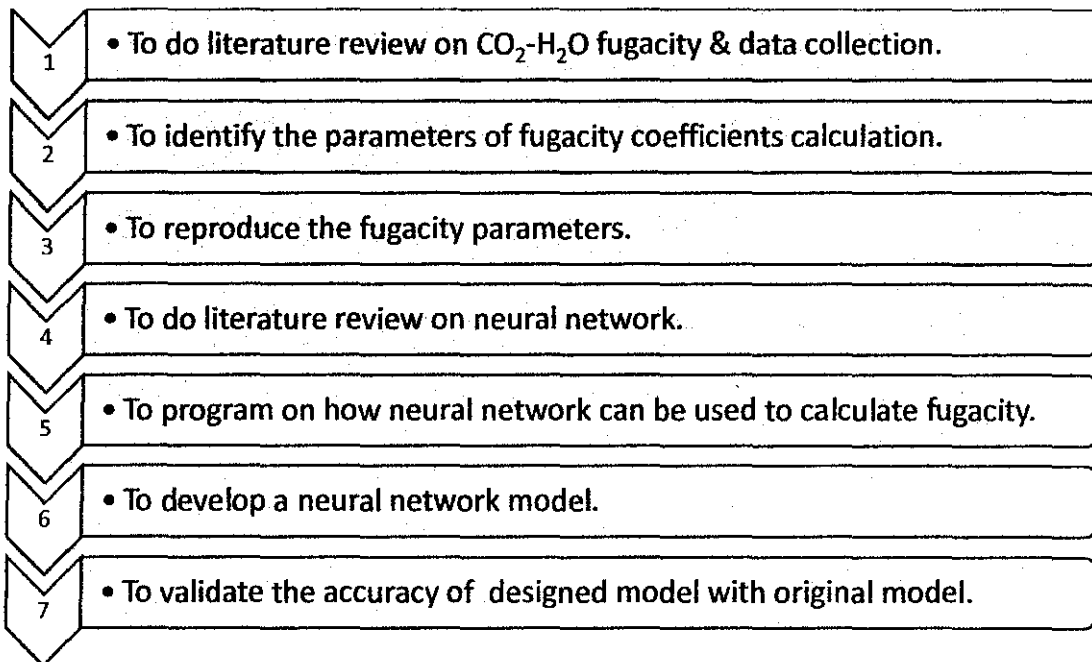 1 • To do literature review on CO₂-H₂O fugacity & data collection.
2 • To identify the parameters of fugacity coefficients calculation.
3 • To reproduce the fugacity parameters.
4 • To do literature review on neural network.
5 • To program on how neural network can be used to calculate fugacity.
6 • To develop a neural network model.
7 • To validate the accuracy of designed model with original model.